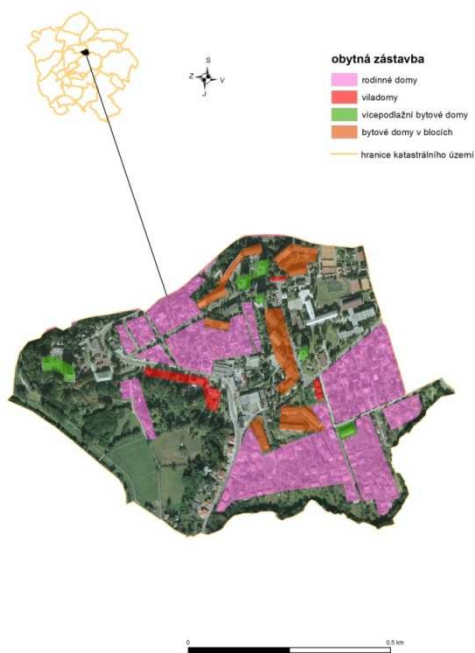 S
Z V
J
obytná zástavba
rodinné domy
viladomy
vícepodlažní bytové domy
bytové domy v blocích
hranice katastrálního území
0 0,5 km